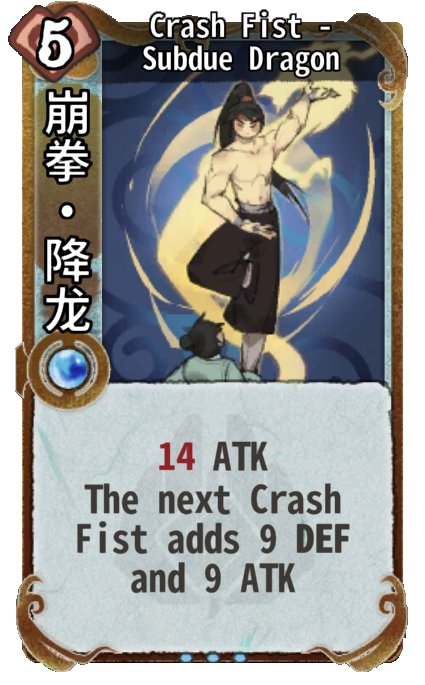 5
Crash Fist -
Subdue Dragon
崩拳・降龙
14 ATK
The next Crash
Fist adds 9 DEF
and 9 ATK